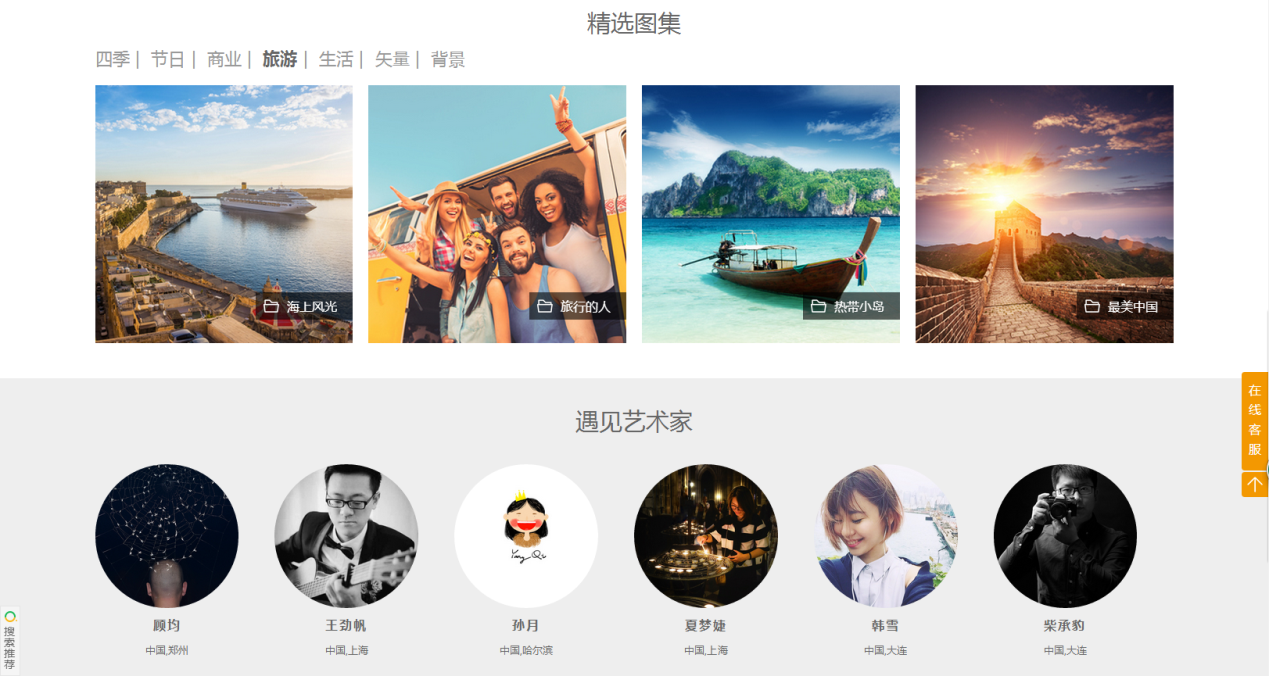 精选图集
四季 | 节日 | 商业 | 旅游 | 生活 | 矢量 | 背景
海上风光
旅行的人
热带小岛
最美中国
遇见艺术家
Yang Qu
顾均
王劲帆
孙月
夏梦婕
韩雪
柴承豹
中国,郑州
中国,上海
中国,哈尔滨
中国,上海
中国,大连
中国,大连
在线客服
搜索推荐